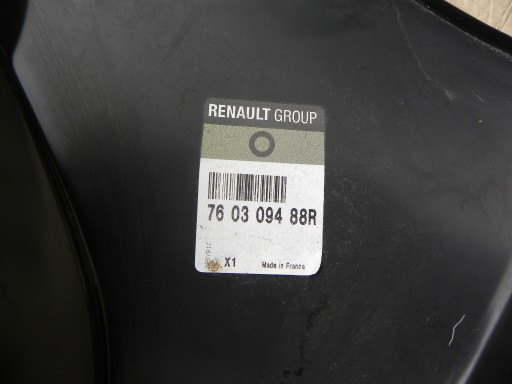 RENAULT GROUP
76 03 094 88R
X1 Made in France